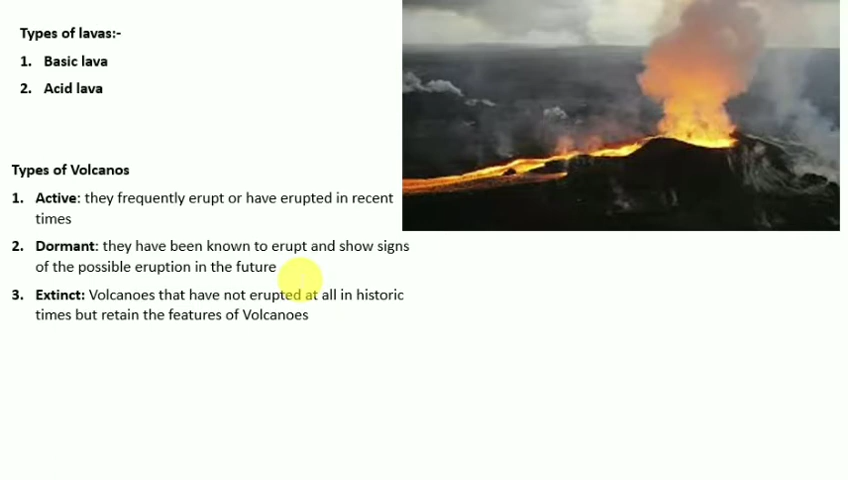 Types of lavas:-
1. Basic lava
2. Acid lava
Types of Volcanos
1. Active: they frequently erupt or have erupted in recent
times
2. Dormant: they have been known to erupt and show signs
of the possible eruption in the future
3. Extinct: Volcanoes that have not erupted at all in historic
times but retain the features of Volcanoes